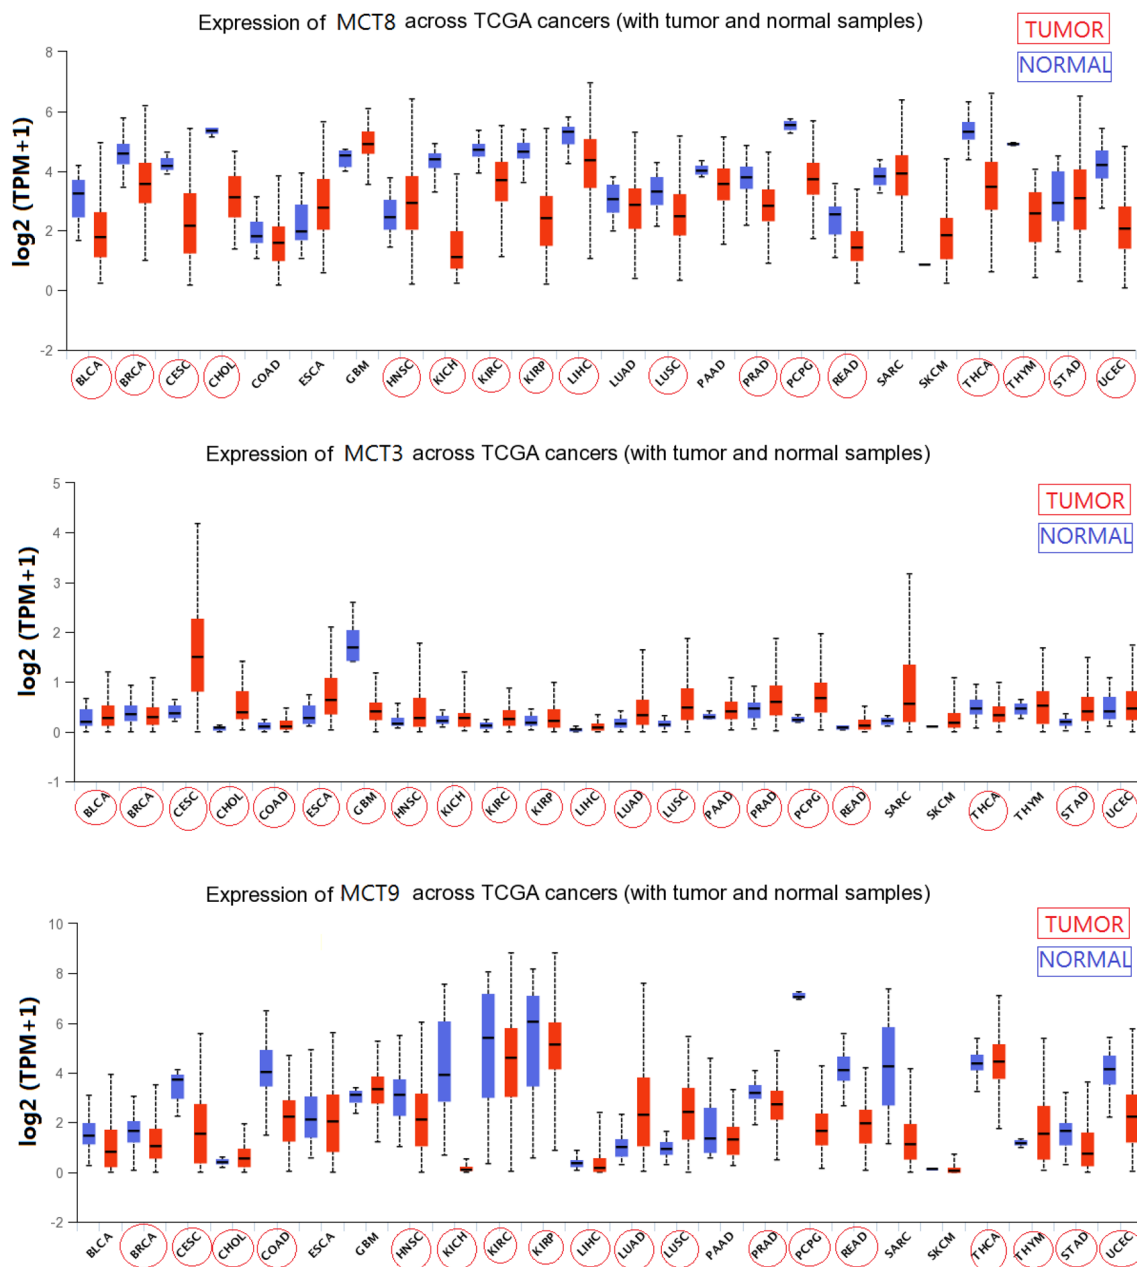 Expression of MCT8 across TCGA cancers (with tumor and normal samples)
TUMOR
NORMAL
log2 (TPM+1)
8
6
4
2
0
-2
BLCA BRCA CESC CHOL COAD ESCA GBM HNSC KICH KIRC KIRP LIHC LUAD LUSC PAAD PRAD PCPG READ SARC SKCM THCA THYM STAD UCEC
Expression of MCT3 across TCGA cancers (with tumor and normal samples)
TUMOR
NORMAL
log2 (TPM+1)
5
4
3
2
1
0
-1
BLCA BRCA CESC CHOL COAD ESCA GBM HNSC KICH KIRC KIRP LIHC LUAD LUSC PAAD PRAD PCPG READ SARC SKCM THCA THYM STAD UCEC
Expression of MCT9 across TCGA cancers (with tumor and normal samples)
TUMOR
NORMAL
log2 (TPM+1)
10
8
6
4
2
0
-2
BLCA BRCA CESC CHOL COAD ESCA GBM HNSC KICH KIRC KIRP LIHC LUAD LUSC PAAD PRAD PCPG READ SARC SKCM THCA THYM STAD UCEC